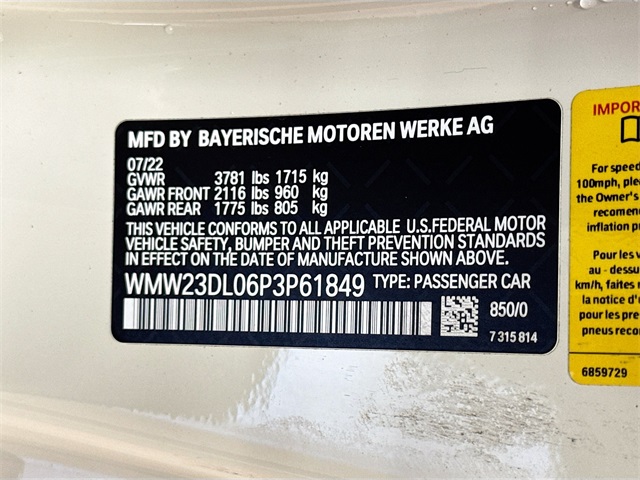 MFD BY BAYERISCHE MOTOREN WERKE AG
07/22
GVWR 3781 lbs 1715 kg
GAWR FRONT 2116 lbs 960 kg
GAWR REAR 1775 lbs 805 kg
THIS VEHICLE CONFORMS TO ALL APPLICABLE U.S.FEDERAL MOTOR
VEHICLE SAFETY, BUMPER AND THEFT PREVENTION STANDARDS
IN EFFECT ON THE DATE OF MANUFACTURE SHOWN ABOVE.
WMW23DL06P3P61849 TYPE: PASSENGER CAR
850/0
7 315 814
IMPOR
For speed
100mph, ple
the Owner's
recomen
inflation p
Pour les v
au - dessu
km/h, faites
la notice d'
pour les pre
pneus reco
6859729